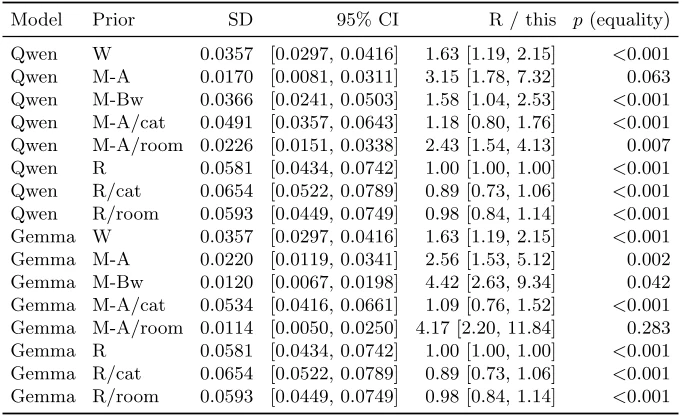 Model Prior SD 95% CI R / this p (equality)
Qwen W 0.0357 [0.0297, 0.0416] 1.63 [1.19, 2.15] <0.001
Qwen M-A 0.0170 [0.0081, 0.0311] 3.15 [1.78, 7.32] 0.063
Qwen M-Bw 0.0366 [0.0241, 0.0503] 1.58 [1.04, 2.53] <0.001
Qwen M-A/cat 0.0491 [0.0357, 0.0643] 1.18 [0.80, 1.76] <0.001
Qwen M-A/room 0.0226 [0.0151, 0.0338] 2.43 [1.54, 4.13] 0.007
Qwen R 0.0581 [0.0434, 0.0742] 1.00 [1.00, 1.00] <0.001
Qwen R/cat 0.0654 [0.0522, 0.0789] 0.89 [0.73, 1.06] <0.001
Qwen R/room 0.0593 [0.0449, 0.0749] 0.98 [0.84, 1.14] <0.001
Gemma W 0.0357 [0.0297, 0.0416] 1.63 [1.19, 2.15] <0.001
Gemma M-A 0.0220 [0.0119, 0.0341] 2.56 [1.53, 5.12] 0.002
Gemma M-Bw 0.0120 [0.0067, 0.0198] 4.42 [2.63, 9.34] 0.042
Gemma M-A/cat 0.0534 [0.0416, 0.0661] 1.09 [0.76, 1.52] <0.001
Gemma M-A/room 0.0114 [0.0050, 0.0250] 4.17 [2.20, 11.84] 0.283
Gemma R 0.0581 [0.0434, 0.0742] 1.00 [1.00, 1.00] <0.001
Gemma R/cat 0.0654 [0.0522, 0.0789] 0.89 [0.73, 1.06] <0.001
Gemma R/room 0.0593 [0.0449, 0.0749] 0.98 [0.84, 1.14] <0.001